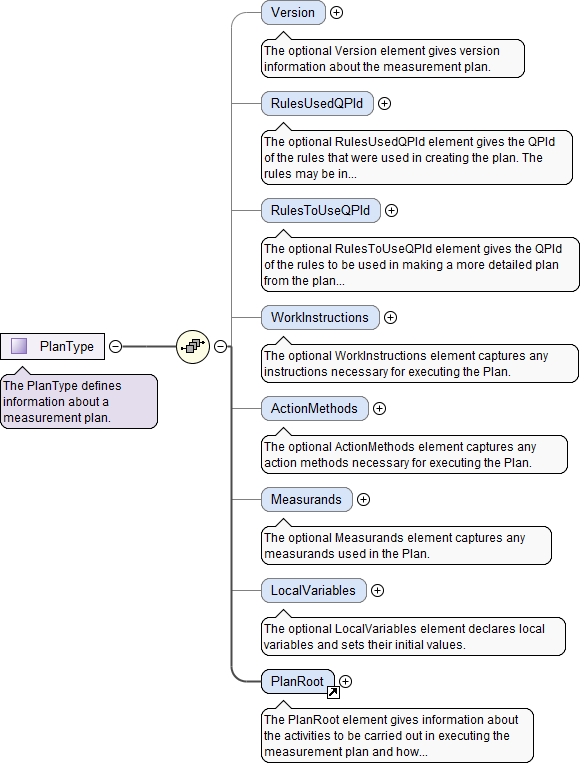 Version
The optional Version element gives version
information about the measurement plan.
RulesUsedQPId
The optional RulesUsedQPId element gives the QPId
of the rules that were used in creating the plan. The
rules may be in...
RulesToUseQPId
The optional RulesToUseQPId element gives the QPId
of the rules to be used in making a more detailed plan
from the plan...
WorkInstructions
The optional WorkInstructions element captures any
instructions necessary for executing the Plan.
PlanType
The PlanType defines
information about a
measurement plan.
ActionMethods
The optional ActionMethods element captures any
action methods necessary for executing the Plan.
Measurands
The optional Measurands element captures any
measurands used in the Plan.
LocalVariables
The optional LocalVariables element declares local
variables and sets their initial values.
PlanRoot
The PlanRoot element gives information about
the activities to be carried out in executing the
measurement plan and how...